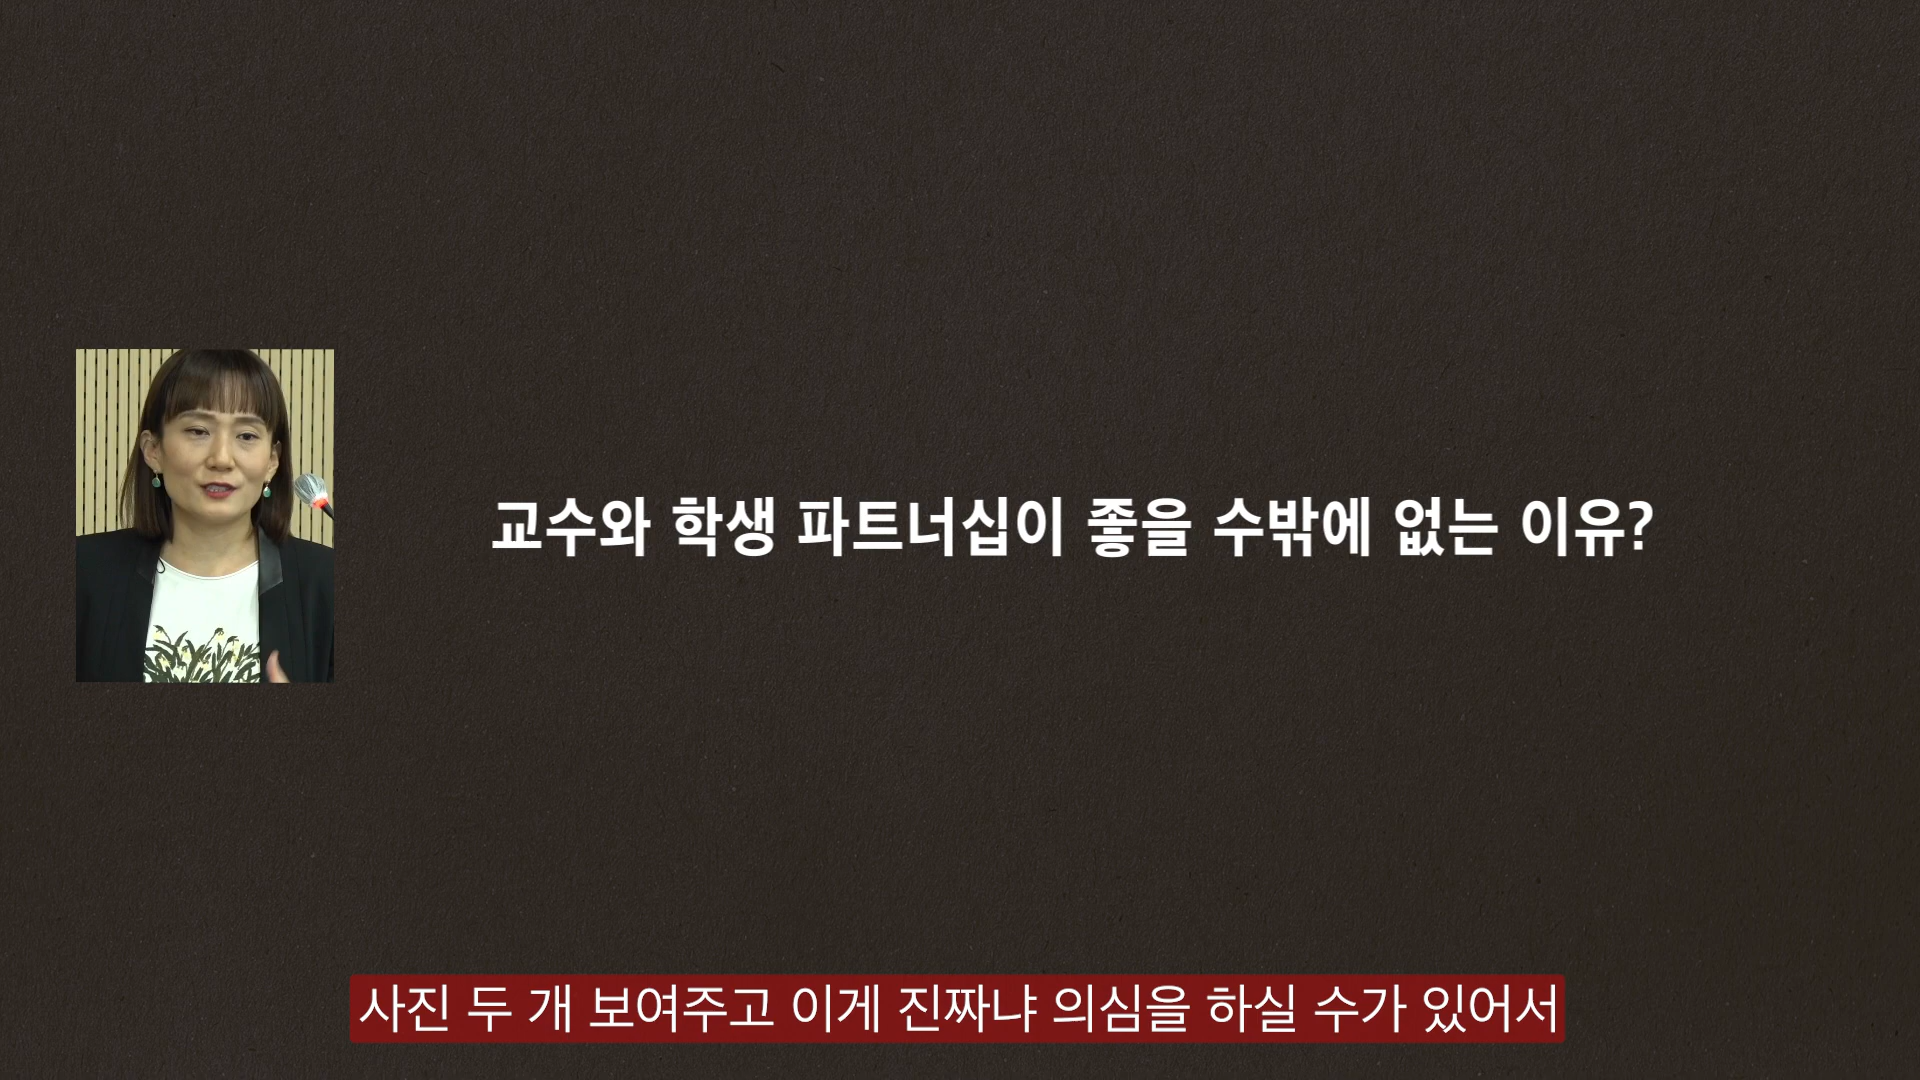 교수와 학생 파트너십이 좋을 수밖에 없는 이유?
사진 두 개 보여주고 이게 진짜냐 의심을 하실 수가 있어서